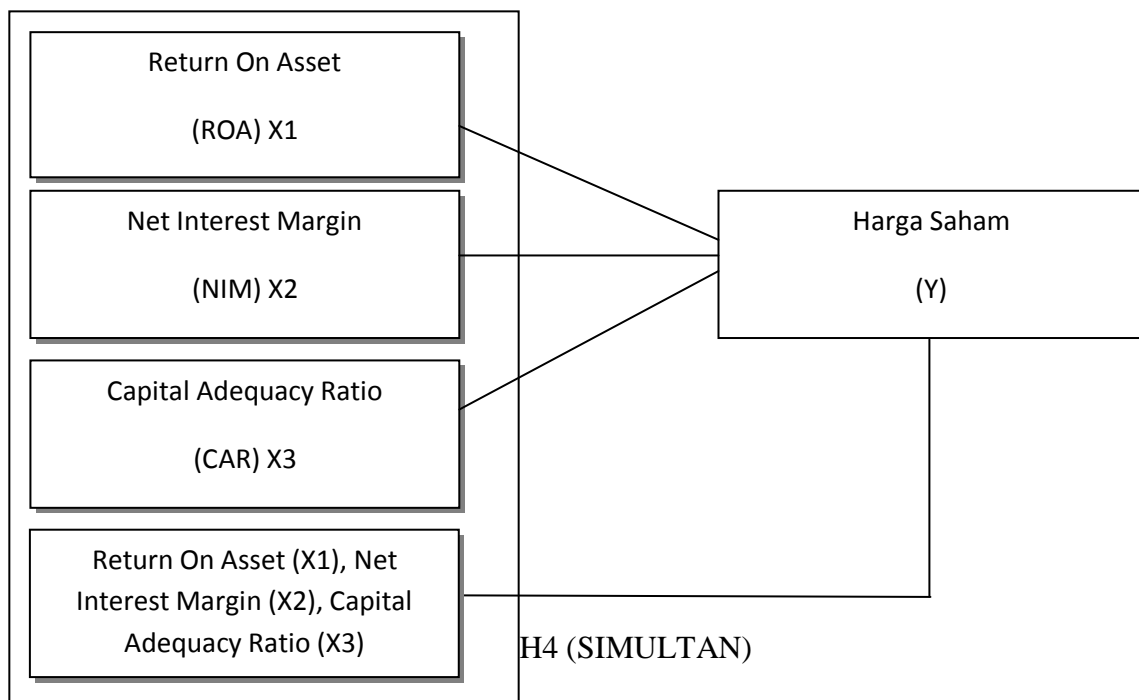 Return On Asset
(ROA) X1
Net Interest Margin
(NIM) X2
Capital Adequacy Ratio
(CAR) X3
Return On Asset (X1), Net
Interest Margin (X2), Capital
Adequacy Ratio (X3)
Harga Saham
(Y)
H4 (SIMULTAN)